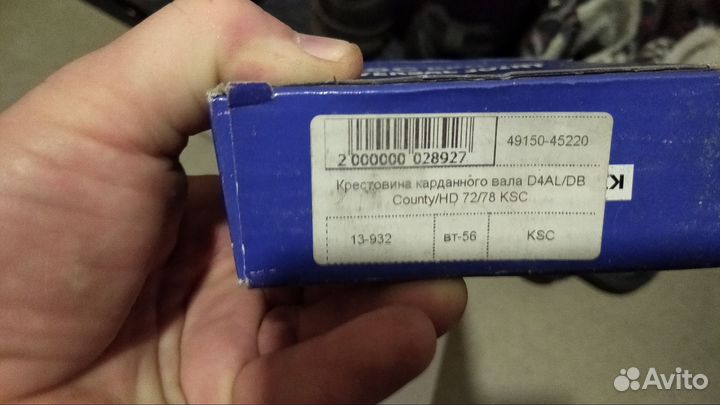 2 000000 028927
49150-45220
Крестовина карданного вала D4AL/DB
County/HD 72/78 KSC
13-932
вт-56
KSC
Avito